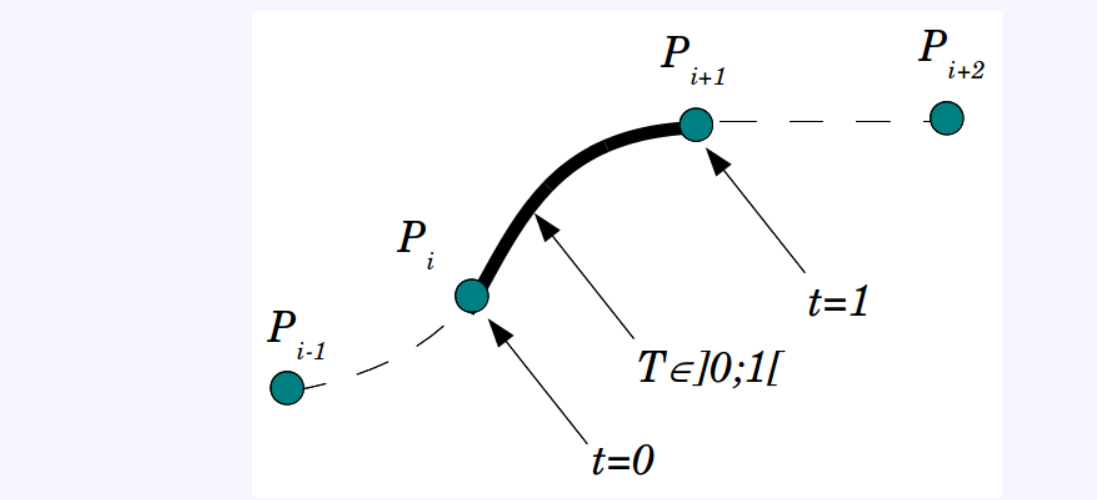 P i+1
P i+2
P i
t=1
P i-1
T∈]0;1[
t=0